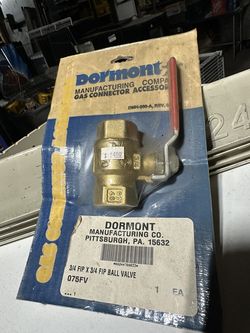 Dormont
MANUFACTURING COMPA
GAS CONNECTOR ACCESSOR
DORMONT
MANUFACTURING CO.
PITTSBURGH, PA. 15632
3/4 FIP X 3/4 FIP BALL VALVE
075FV
1 EA